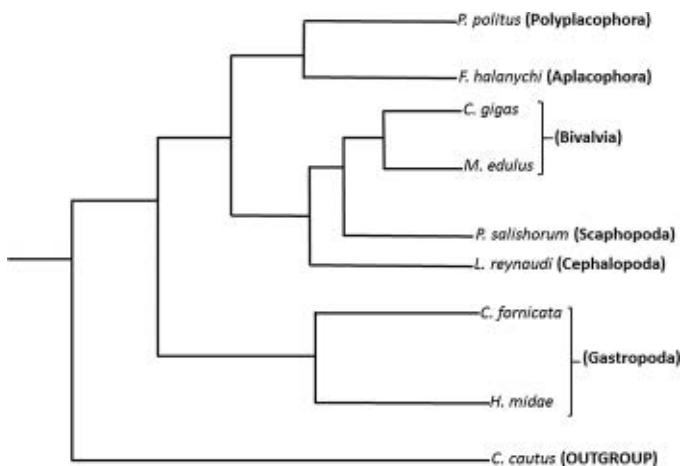 P. politus (Polyplacophora)
F. halanychi (Aplacophora)
C. gigas
(Bivalvia)
M. edulus
P. salishorum (Scaphopoda)
L. reynaudi (Cephalopoda)
C. fornicata
(Gastropoda)
H. midae
C. cautus (OUTGROUP)